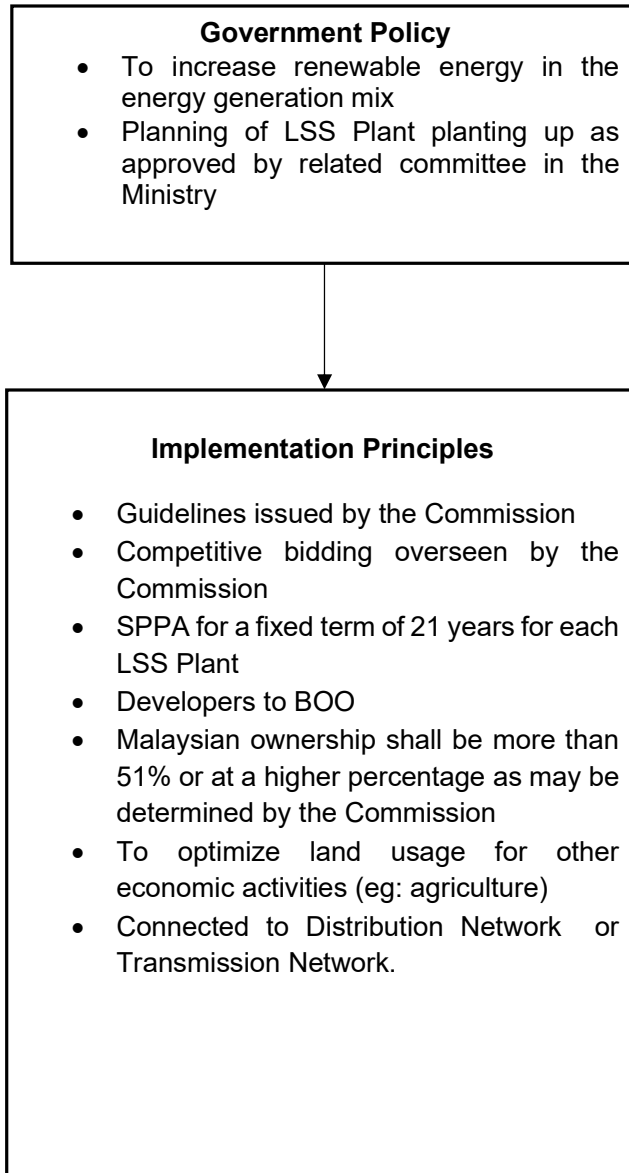 Government Policy
• To increase renewable energy in the
energy generation mix
• Planning of LSS Plant planting up as
approved by related committee in the
Ministry
Implementation Principles
• Guidelines issued by the Commission
• Competitive bidding overseen by the
Commission
• SPPA for a fixed term of 21 years for each
LSS Plant
• Developers to BOO
• Malaysian ownership shall be more than
51% or at a higher percentage as may be
determined by the Commission
• To optimize land usage for other
economic activities (eg: agriculture)
• Connected to Distribution Network or
Transmission Network.